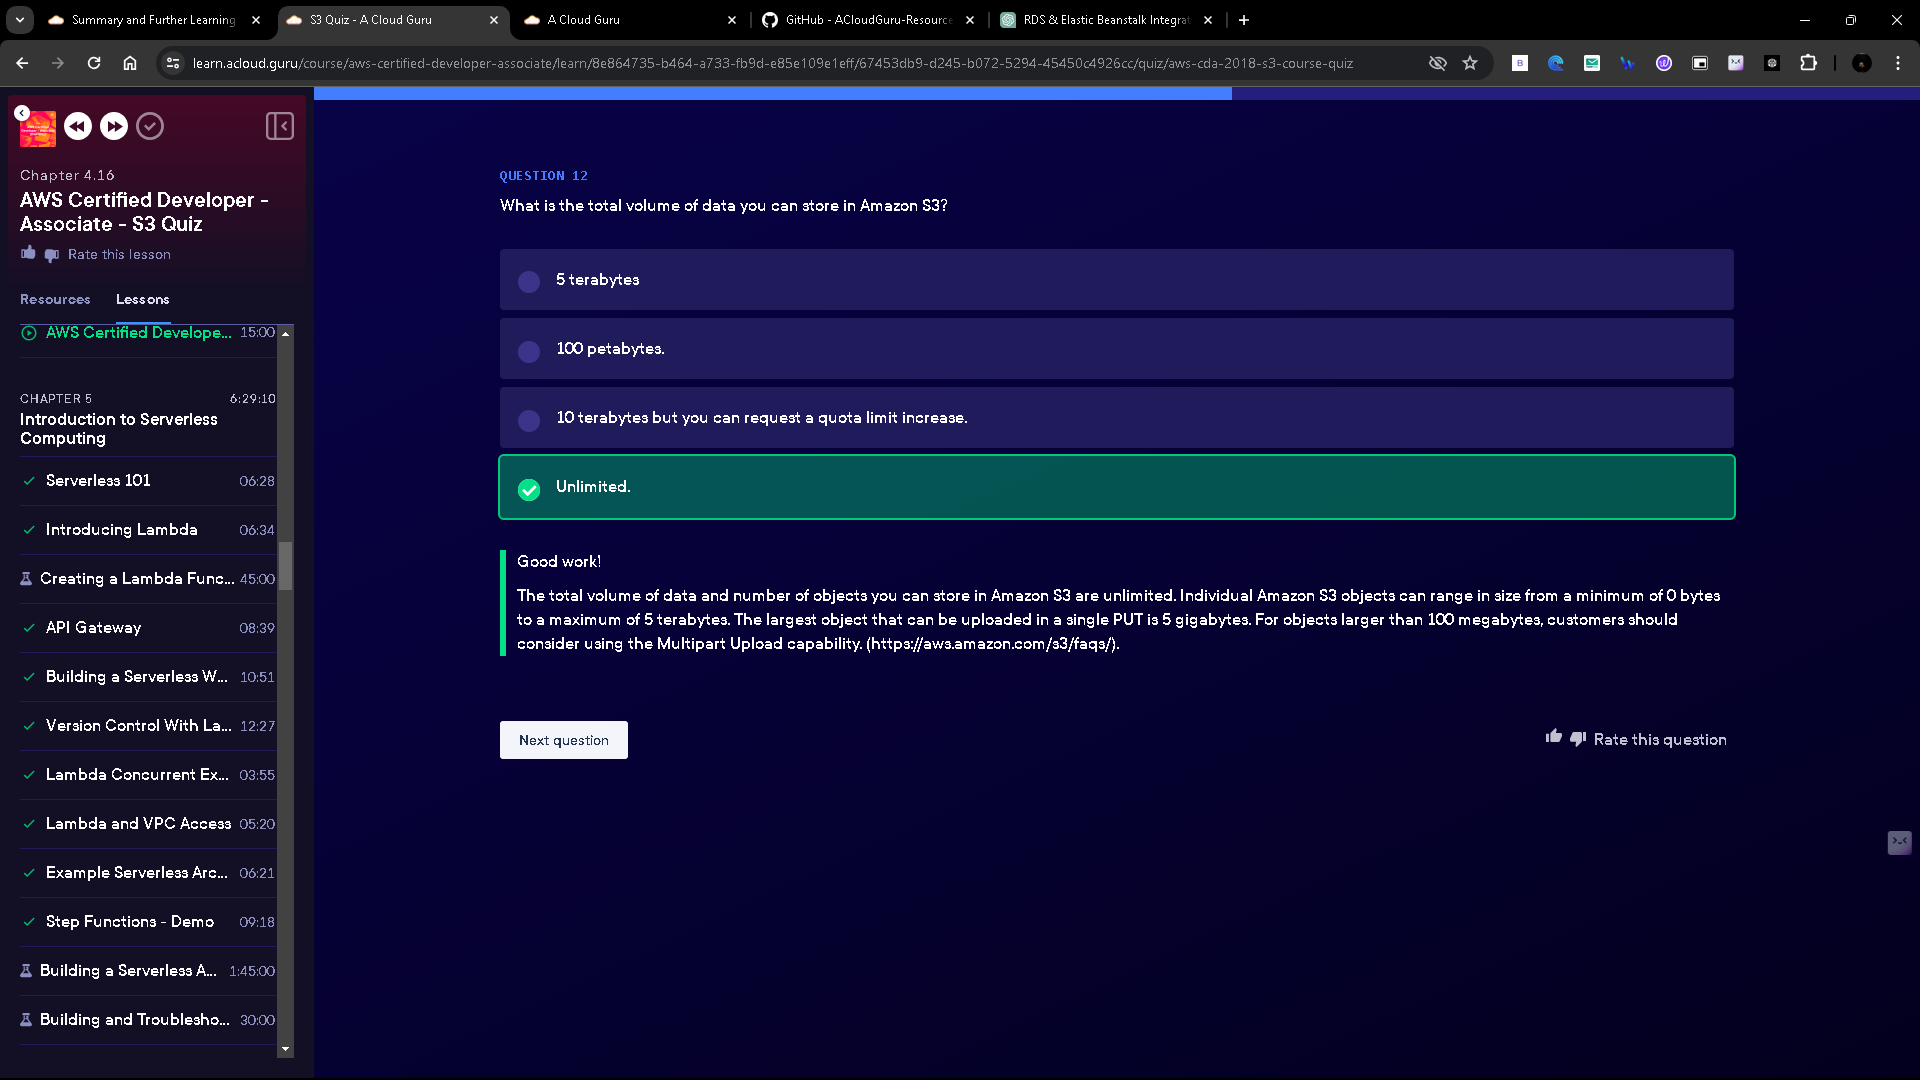 Summary and Further Learning
S3 Quiz - A Cloud Guru
A Cloud Guru
GitHub - ACloudGuru-Resource
RDS & Elastic Beanstalk Integrat
learn.acloud.guru/course/aws-certified-developer-associate/learn/8e864735-b464-a733-fb9d-e85e109e1eff/67453db9-d245-b072-5294-45450c4926cc/quiz/aws-cda-2018-s3-course-quiz
Chapter 4.16
AWS Certified Developer -
Associate - S3 Quiz
Rate this lesson
Resources Lessons
AWS Certified Develope... 15:00
CHAPTER 5 6:29:10
Introduction to Serverless
Computing
Serverless 101 06:28
Introducing Lambda 06:34
Creating a Lambda Func... 45:00
API Gateway 08:39
Building a Serverless W... 10:51
Version Control With La... 12:27
Lambda Concurrent Ex... 03:55
Lambda and VPC Access 05:20
Example Serverless Arc... 06:21
Step Functions - Demo 09:18
Building a Serverless A... 1:45:00
Building and Troublesho... 30:00
QUESTION 12
What is the total volume of data you can store in Amazon S3?
5 terabytes
100 petabytes.
10 terabytes but you can request a quota limit increase.
Unlimited.
Good work!
The total volume of data and number of objects you can store in Amazon S3 are unlimited. Individual Amazon S3 objects can range in size from a minimum of 0 bytes
to a maximum of 5 terabytes. The largest object that can be uploaded in a single PUT is 5 gigabytes. For objects larger than 100 megabytes, customers should
consider using the Multipart Upload capability. (https://aws.amazon.com/s3/faqs/).
Next question
Rate this question